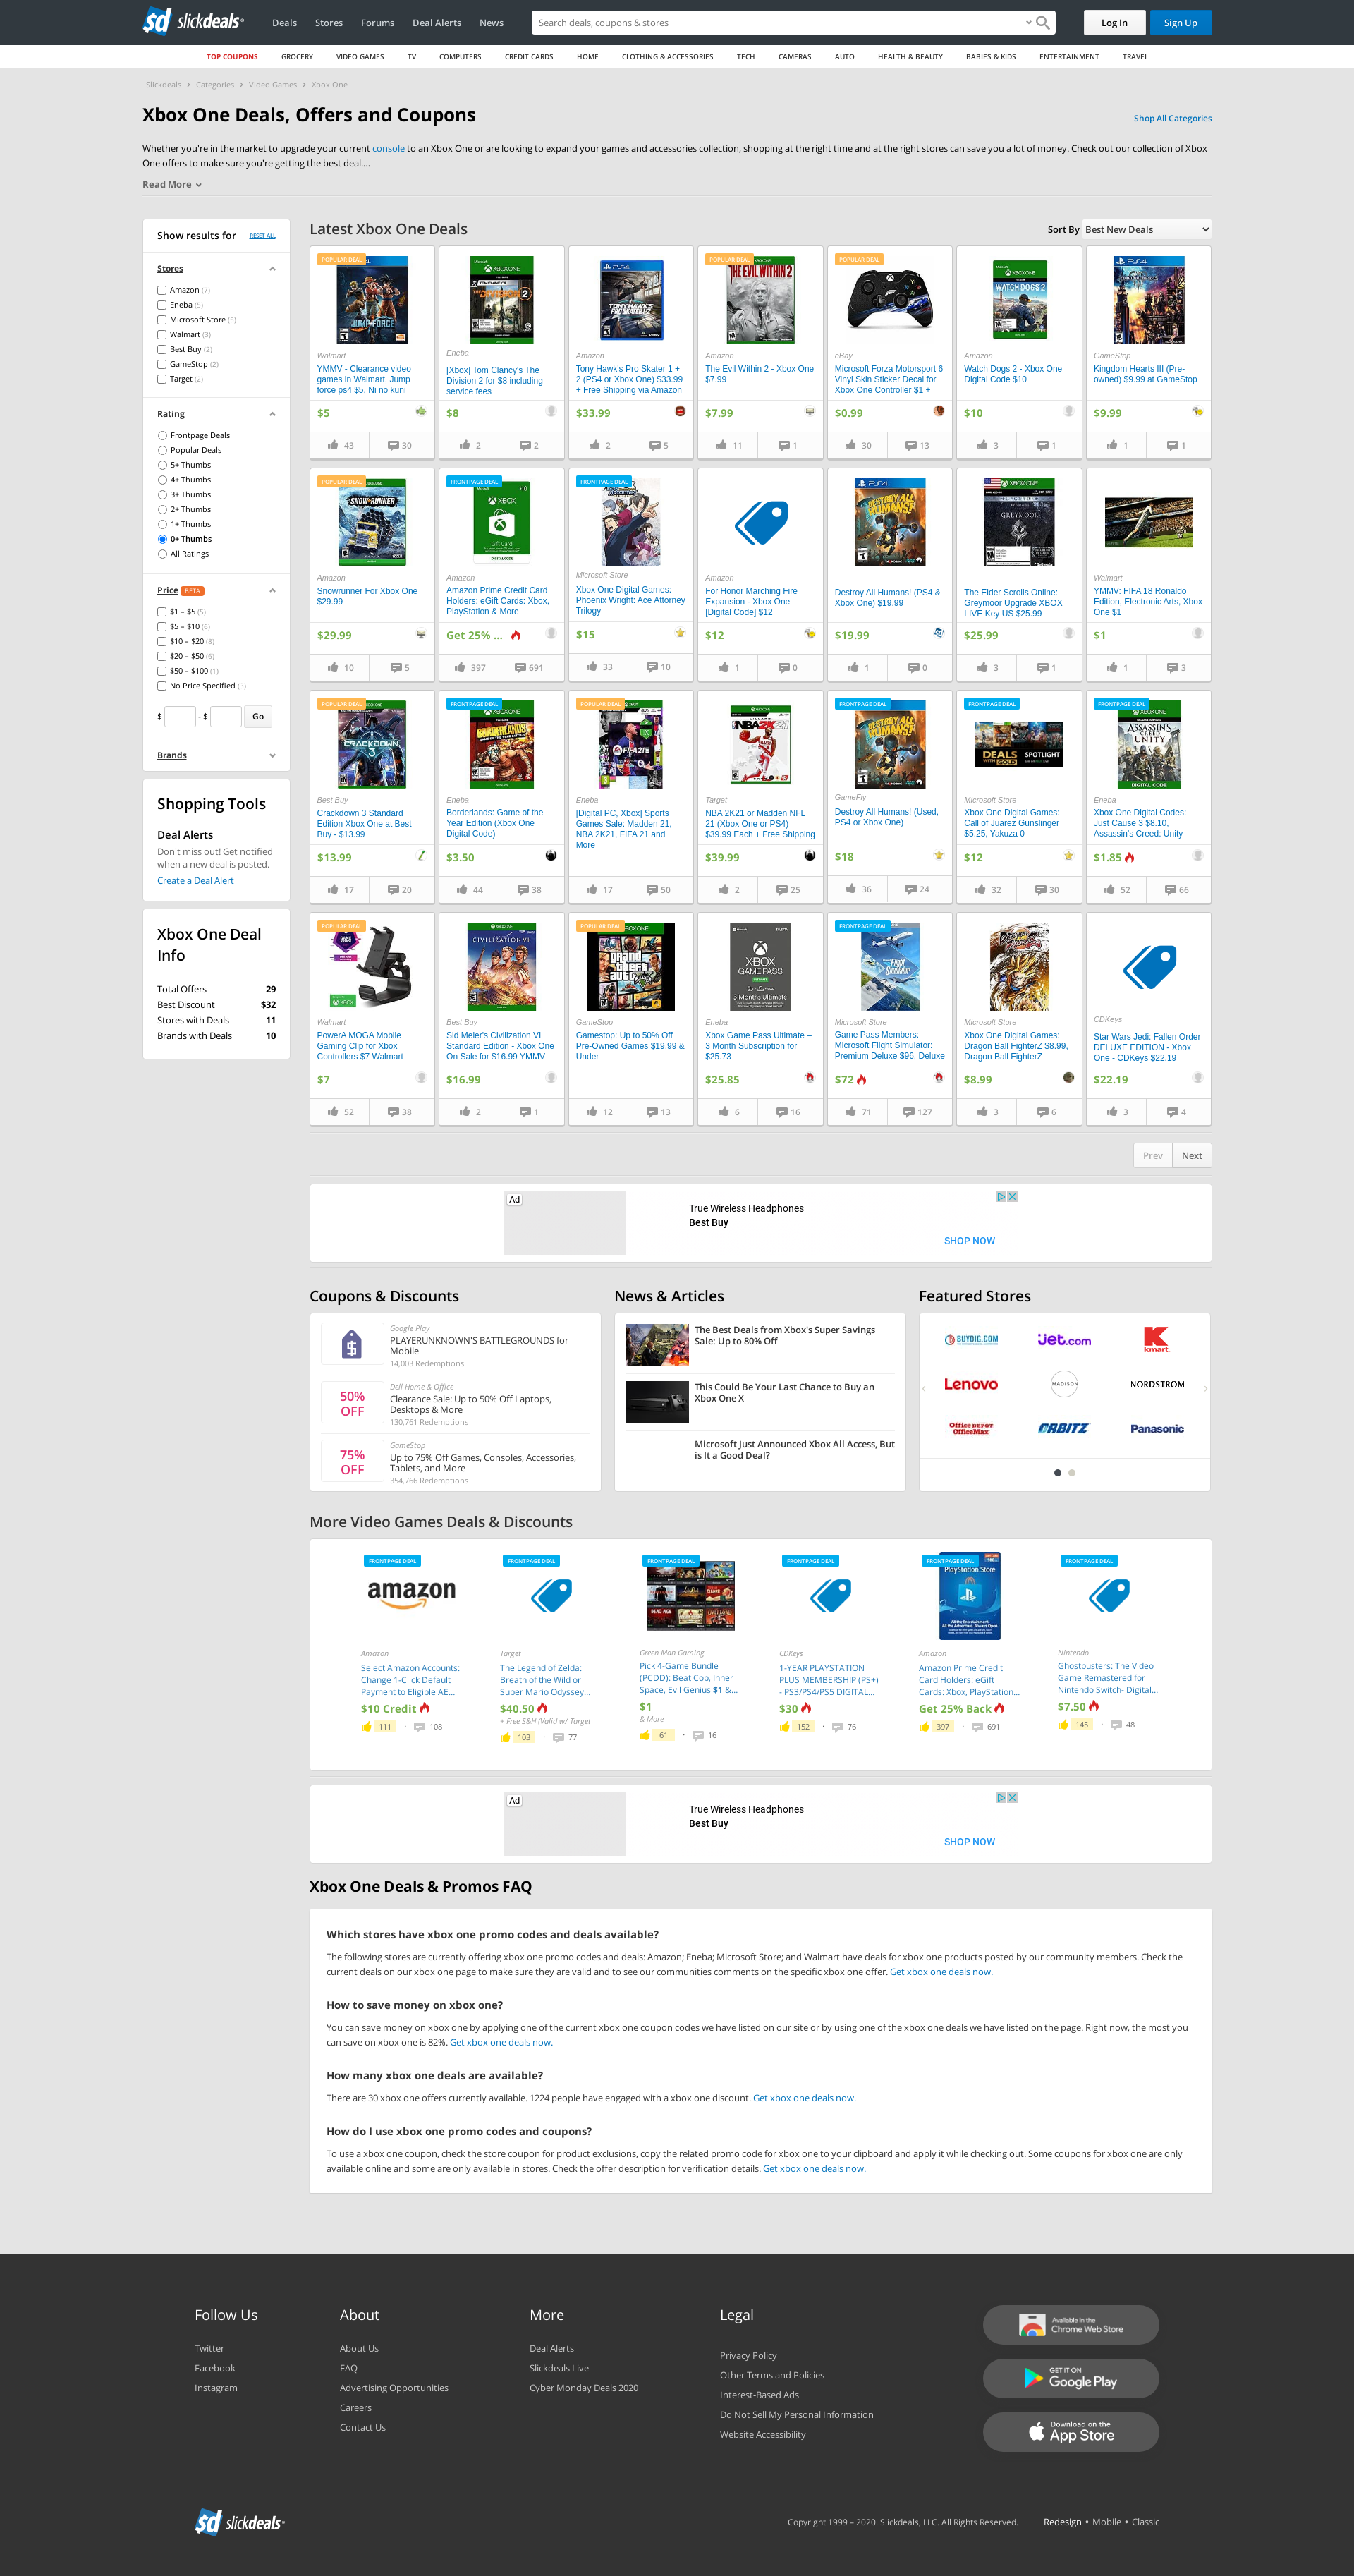 slickdeals
Deals
Stores
Forums
Deal Alerts
News
Search deals, coupons & stores
Log In
Sign Up
TOP COUPONS
GROCERY
VIDEO GAMES
TV
COMPUTERS
CREDIT CARDS
HOME
CLOTHING & ACCESSORIES
TECH
CAMERAS
AUTO
HEALTH & BEAUTY
BABIES & KIDS
ENTERTAINMENT
TRAVEL
Slickdeals › Categories › Video Games › Xbox One
Xbox One Deals, Offers and Coupons
Shop All Categories
Whether you're in the market to upgrade your current console to an Xbox One or are looking to expand your games and accessories collection, shopping at the right time and at the right stores can save you a lot of money. Check out our collection of Xbox
One offers to make sure you're getting the best deal....
Read More
Show results for
RESET ALL
Stores
Amazon (7)
Eneba (5)
Microsoft Store (5)
Walmart (3)
Best Buy (2)
GameStop (2)
Target (2)
Rating
Frontpage Deals
Popular Deals
5+ Thumbs
4+ Thumbs
3+ Thumbs
2+ Thumbs
1+ Thumbs
0+ Thumbs
All Ratings
Price BETA
$1 – $5 (5)
$5 – $10 (6)
$10 – $20 (8)
$20 – $50 (6)
$50 – $100 (1)
No Price Specified (3)
$ - $ Go
Brands
Shopping Tools
Deal Alerts
Don't miss out! Get notified
when a new deal is posted.
Create a Deal Alert
Xbox One Deal
Info
Total Offers 29
Best Discount $32
Stores with Deals 11
Brands with Deals 10
Latest Xbox One Deals
Sort By Best New Deals
POPULAR DEAL
Walmart
YMMV - Clearance video
games in Walmart, Jump
force ps4 $5, Ni no kuni
$5
43 30
Eneba
[Xbox] Tom Clancy's The
Division 2 for $8 including
service fees
$8
2 2
Amazon
Tony Hawk's Pro Skater 1 +
2 (PS4 or Xbox One) $33.99
+ Free Shipping via Amazon
$33.99
2 5
POPULAR DEAL
Amazon
The Evil Within 2 - Xbox One
$7.99
$7.99
11 1
POPULAR DEAL
eBay
Microsoft Forza Motorsport 6
Vinyl Skin Sticker Decal for
Xbox One Controller $1 +
$0.99
30 13
Amazon
Watch Dogs 2 - Xbox One
Digital Code $10
$10
3 1
GameStop
Kingdom Hearts III (Pre-
owned) $9.99 at GameStop
$9.99
1 1
POPULAR DEAL
Amazon
Snowrunner For Xbox One
$29.99
$29.99
10 5
FRONTPAGE DEAL
Amazon
Amazon Prime Credit Card
Holders: eGift Cards: Xbox,
PlayStation & More
Get 25% ...
397 691
FRONTPAGE DEAL
Microsoft Store
Xbox One Digital Games:
Phoenix Wright: Ace Attorney
Trilogy
$15
33 10
Amazon
For Honor Marching Fire
Expansion - Xbox One
[Digital Code] $12
$12
1 0
Destroy All Humans! (PS4 &
Xbox One) $19.99
$19.99
1 0
The Elder Scrolls Online:
Greymoor Upgrade XBOX
LIVE Key US $25.99
$25.99
3 1
Walmart
YMMV: FIFA 18 Ronaldo
Edition, Electronic Arts, Xbox
One $1
$1
1 3
POPULAR DEAL
Best Buy
Crackdown 3 Standard
Edition Xbox One at Best
Buy - $13.99
$13.99
17 20
FRONTPAGE DEAL
Eneba
Borderlands: Game of the
Year Edition (Xbox One
Digital Code)
$3.50
44 38
POPULAR DEAL
Eneba
[Digital PC, Xbox] Sports
Games Sale: Madden 21,
NBA 2K21, FIFA 21 and
More
17 50
Target
NBA 2K21 or Madden NFL
21 (Xbox One or PS4)
$39.99 Each + Free Shipping
$39.99
2 25
FRONTPAGE DEAL
GameFly
Destroy All Humans! (Used,
PS4 or Xbox One)
$18
36 24
FRONTPAGE DEAL
Microsoft Store
Xbox One Digital Games:
Call of Juarez Gunslinger
$5.25, Yakuza 0
$12
32 30
FRONTPAGE DEAL
Eneba
Xbox One Digital Codes:
Just Cause 3 $8.10,
Assassin's Creed: Unity
$1.85
52 66
POPULAR DEAL
Walmart
PowerA MOGA Mobile
Gaming Clip for Xbox
Controllers $7 Walmart
$7
52 38
Best Buy
Sid Meier's Civilization VI
Standard Edition - Xbox One
On Sale for $16.99 YMMV
$16.99
2 1
POPULAR DEAL
GameStop
Gamestop: Up to 50% Off
Pre-Owned Games $19.99 &
Under
12 13
Eneba
Xbox Game Pass Ultimate –
3 Month Subscription for
$25.73
$25.85
6 16
FRONTPAGE DEAL
Microsoft Store
Game Pass Members:
Microsoft Flight Simulator:
Premium Deluxe $96, Deluxe
$72
71 127
Microsoft Store
Xbox One Digital Games:
Dragon Ball FighterZ $8.99,
Dragon Ball FighterZ
$8.99
3 6
CDKeys
Star Wars Jedi: Fallen Order
DELUXE EDITION - Xbox
One - CDKeys $22.19
$22.19
3 4
Prev Next
Ad
True Wireless Headphones
Best Buy
SHOP NOW
Coupons & Discounts
Google Play
PLAYERUNKNOWN'S BATTLEGROUNDS for
Mobile
14,003 Redemptions
50%
OFF
Dell Home & Office
Clearance Sale: Up to 50% Off Laptops,
Desktops & More
130,761 Redemptions
75%
OFF
GameStop
Up to 75% Off Games, Consoles, Accessories,
Tablets, and More
354,766 Redemptions
News & Articles
The Best Deals from Xbox's Super Savings
Sale: Up to 80% Off
This Could Be Your Last Chance to Buy an
Xbox One X
Microsoft Just Announced Xbox All Access, But
is It a Good Deal?
Featured Stores
BUYDIG.COM
Jet.com
kmart
Lenovo
MADISON
NORDSTROM
Office DEPOT
OfficeMax
ORBITZ
Panasonic
More Video Games Deals & Discounts
FRONTPAGE DEAL
amazon
Amazon
Select Amazon Accounts:
Change 1-Click Default
Payment to Eligible AE...
$10 Credit
111 · 108
FRONTPAGE DEAL
Target
The Legend of Zelda:
Breath of the Wild or
Super Mario Odyssey...
$40.50
+ Free S&H (Valid w/ Target
103 · 77
FRONTPAGE DEAL
Green Man Gaming
Pick 4-Game Bundle
(PCDD): Beat Cop, Inner
Space, Evil Genius $1 &...
$1
& More
61 · 16
FRONTPAGE DEAL
CDKeys
1-YEAR PLAYSTATION
PLUS MEMBERSHIP (PS+)
- PS3/PS4/PS5 DIGITAL...
$30
152 · 76
FRONTPAGE DEAL
PlayStation Store
Amazon
Amazon Prime Credit
Card Holders: eGift
Cards: Xbox, PlayStation...
Get 25% Back
397 · 691
FRONTPAGE DEAL
Nintendo
Ghostbusters: The Video
Game Remastered for
Nintendo Switch- Digital...
$7.50
145 · 48
Ad
True Wireless Headphones
Best Buy
SHOP NOW
Xbox One Deals & Promos FAQ
Which stores have xbox one promo codes and deals available?
The following stores are currently offering xbox one promo codes and deals: Amazon; Eneba; Microsoft Store; and Walmart have deals for xbox one products posted by our community members. Check the
current deals on our xbox one page to make sure they are valid and to see our communities comments on the specific xbox one offer. Get xbox one deals now.
How to save money on xbox one?
You can save money on xbox one by applying one of the current xbox one coupon codes we have listed on our site or by using one of the xbox one deals we have listed on the page. Right now, the most you
can save on xbox one is 82%. Get xbox one deals now.
How many xbox one deals are available?
There are 30 xbox one offers currently available. 1224 people have engaged with a xbox one discount. Get xbox one deals now.
How do I use xbox one promo codes and coupons?
To use a xbox one coupon, check the store coupon for product exclusions, copy the related promo code for xbox one to your clipboard and apply it while checking out. Some coupons for xbox one are only
available online and some are only available in stores. Check the offer description for verification details. Get xbox one deals now.
Follow Us
Twitter
Facebook
Instagram
About
About Us
FAQ
Advertising Opportunities
Careers
Contact Us
More
Deal Alerts
Slickdeals Live
Cyber Monday Deals 2020
Legal
Privacy Policy
Other Terms and Policies
Interest-Based Ads
Do Not Sell My Personal Information
Website Accessibility
Available in the
Chrome Web Store
GET IT ON
Google Play
Download on the
App Store
slickdeals
Copyright 1999 – 2020. Slickdeals, LLC. All Rights Reserved.
Redesign • Mobile • Classic